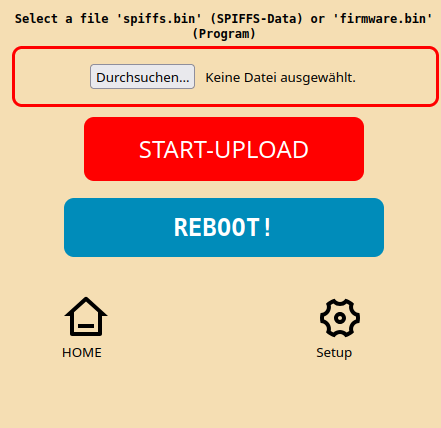 Select a file 'spiffs.bin' (SPIFFS-Data) or 'firmware.bin'
(Program)
Durchsuchen... Keine Datei ausgewählt.
START-UPLOAD
REBOOT!
HOME Setup